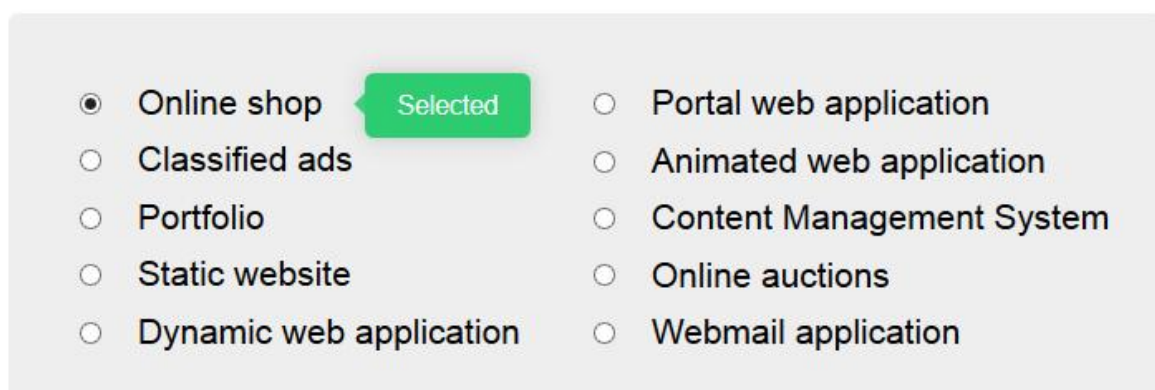 Online shop
Selected
Classified ads
Portfolio
Static website
Dynamic web application
Portal web application
Animated web application
Content Management System
Online auctions
Webmail application